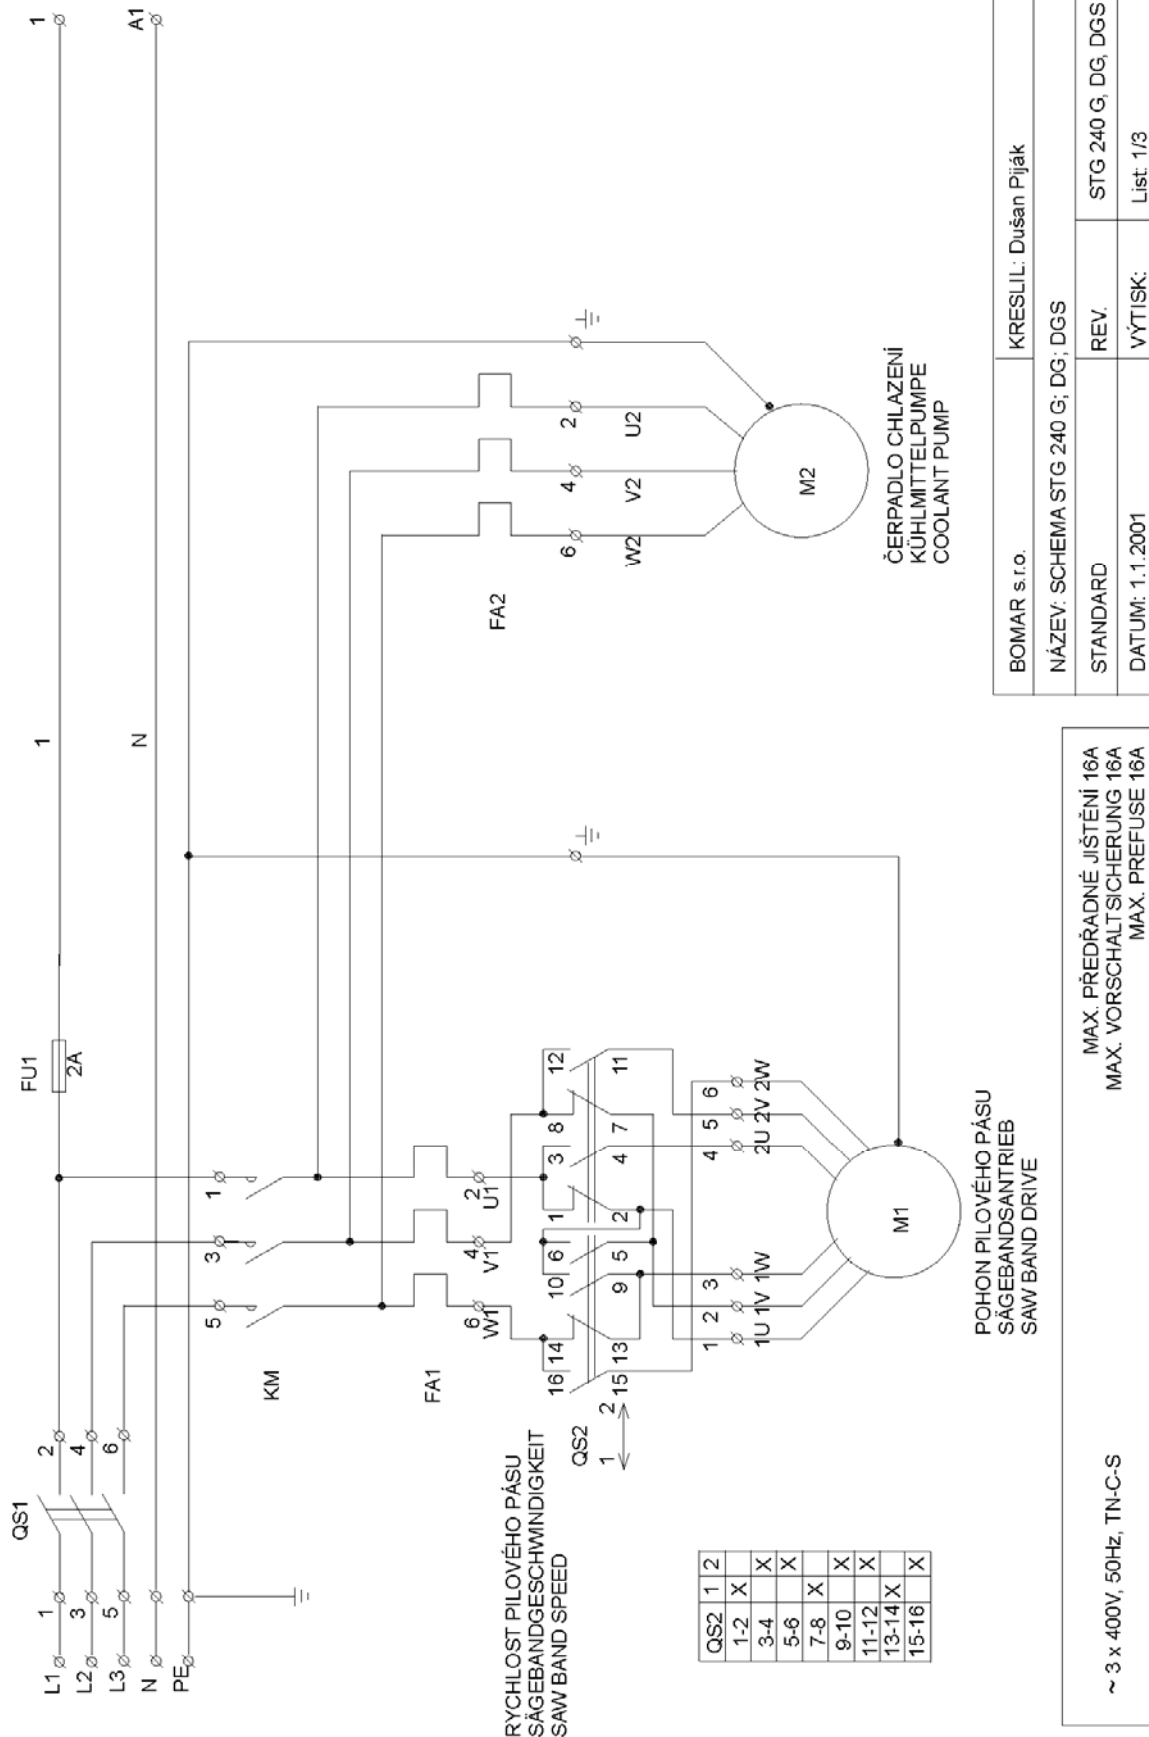 L1 1 QS1 2 FU1 2A 1 1
L2 3 4
L3 5 6
N N A1
PE
KM 5 3 1
FA1 6 4 2
W1 V1 U1
FA2 6 4 2
W2 V2 U2
RYCHLOST PILOVÉHO PÁSU
SÄGEBANDGESCHWINDIGKEIT
SAW BAND SPEED
QS2
1 2
16 14 10 6 1 3 8 12
15 13 9 5 2 4 7 11
1 2 3 4 5 6
1U 1V 1W 2U 2V 2W
M1
POHON PILOVÉHO PÁSU
SÄGEBANDSANTRIEB
SAW BAND DRIVE
M2
ČERPADLO CHLAZENÍ
KÜHLMITTELPUMPE
COOLANT PUMP
QS2 1 2
1-2 X
3-4 X
5-6 X
7-8 X
9-10 X
11-12 X
13-14 X
15-16 X
~ 3 x 400V, 50Hz, TN-C-S
MAX. PŘEDŘADNÉ JIŠTĚNÍ 16A
MAX. VORSCHALTSICHERUNG 16A
MAX. PREFUSE 16A
BOMAR s.r.o. KRESLIL: Dušan Piják
NÁZEV: SCHEMA STG 240 G; DG; DGS
STANDARD REV. STG 240 G, DG, DGS
DATUM: 1.1.2001 VÝTISK: List: 1/3